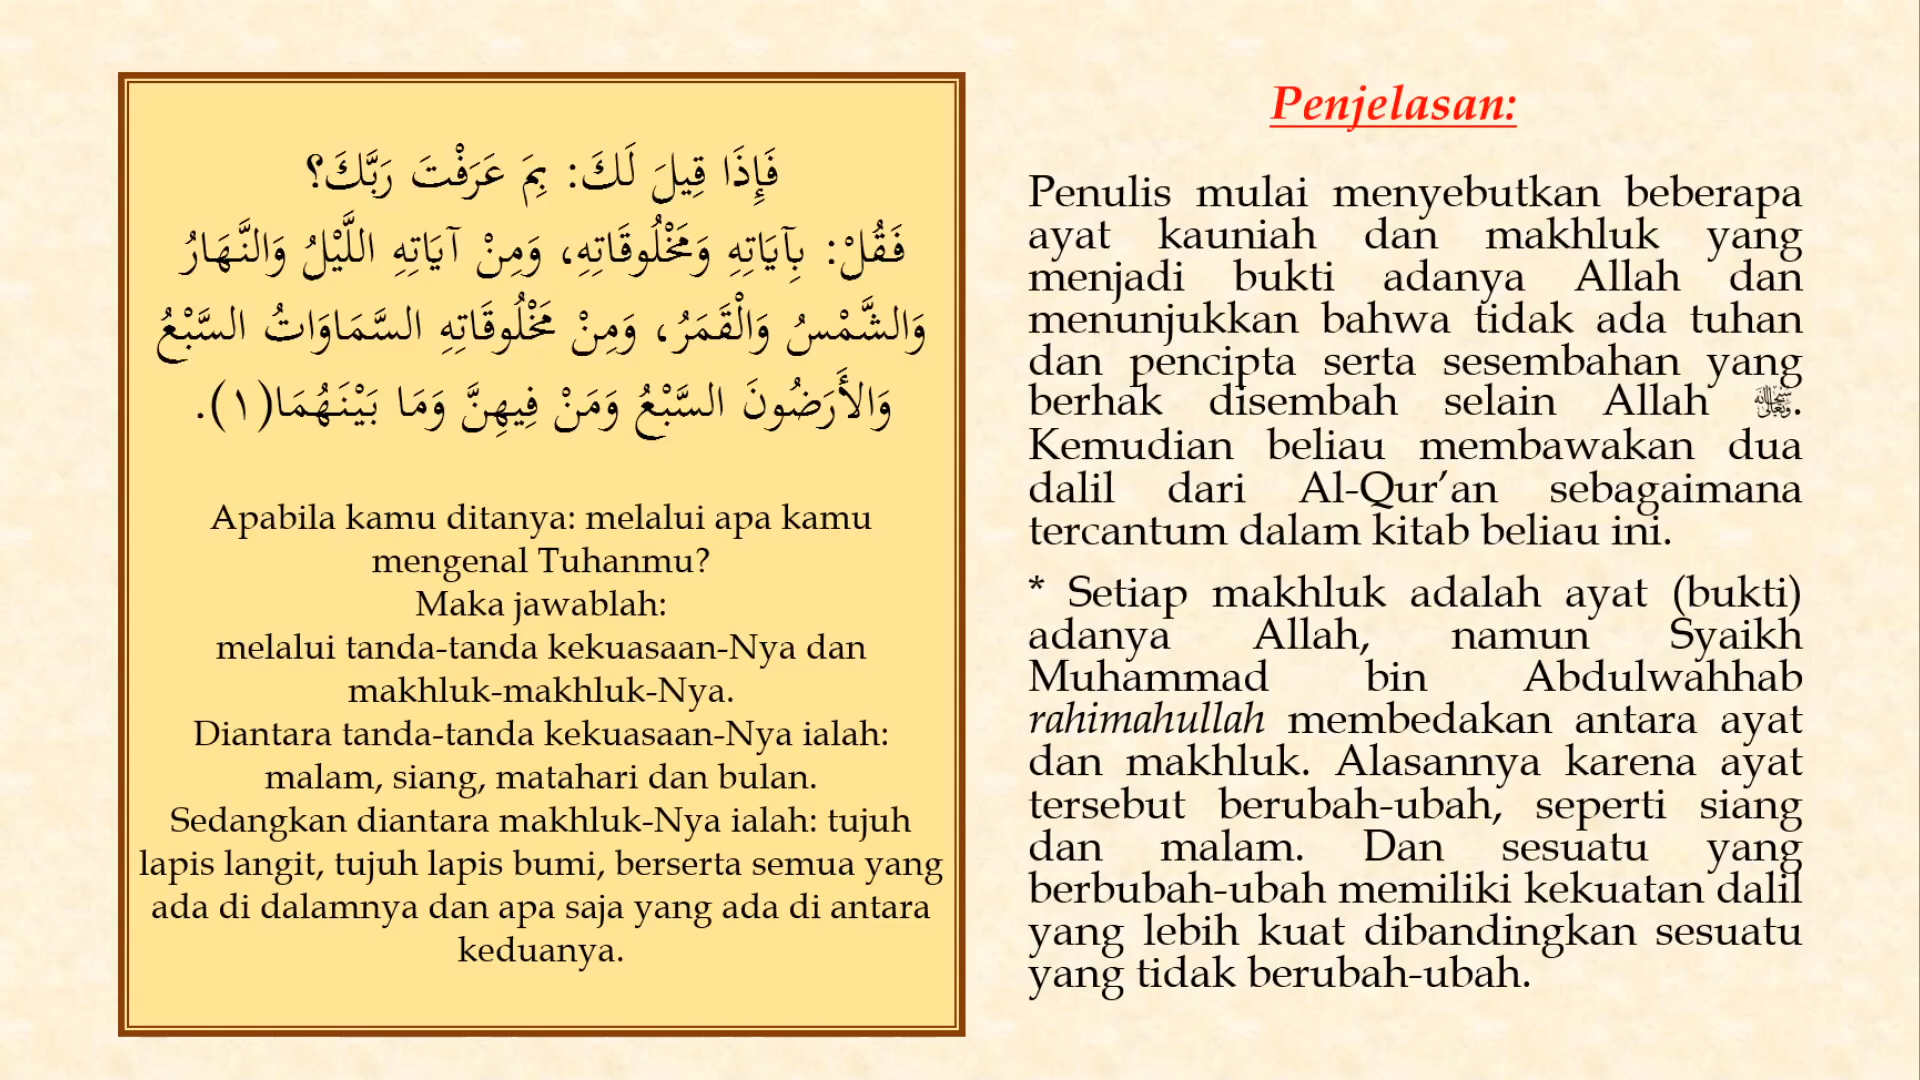 فَإِذَا قِيلَ لَكَ: بِمَ عَرَفْتَ رَبَّكَ؟
فَقُلْ: بِآيَاتِهِ وَمَخْلُوقَاتِهِ، وَمِنْ آيَاتِهِ اللَّيْلُ وَالنَّهَارُ
وَالشَّمْسُ وَالْقَمَرُ، وَمِنْ مَخْلُوقَاتِهِ السَّمَاوَاتُ السَّبْعُ
وَالأَرَضُونَ السَّبْعُ وَمَنْ فِيهِنَّ وَمَا بَيْنَهُمَا(١).
Apabila kamu ditanya: melalui apa kamu
mengenal Tuhanmu?
Maka jawablah:
melalui tanda-tanda kekuasaan-Nya dan
makhluk-makhluk-Nya.
Diantara tanda-tanda kekuasaan-Nya ialah:
malam, siang, matahari dan bulan.
Sedangkan diantara makhluk-Nya ialah: tujuh
lapis langit, tujuh lapis bumi, berserta semua yang
ada di dalamnya dan apa saja yang ada di antara
keduanya.
Penjelasan:
Penulis mulai menyebutkan beberapa
ayat kauniah dan makhluk yang
menjadi bukti adanya Allah dan
menunjukkan bahwa tidak ada tuhan
dan pencipta serta sesembahan yang
berhak disembah selain Allah سبحانه وتعالى.
Kemudian beliau membawakan dua
dalil dari Al-Qur’an sebagaimana
tercantum dalam kitab beliau ini.
* Setiap makhluk adalah ayat (bukti)
adanya Allah, namun Syaikh
Muhammad bin Abdulwahhab
rahimahullah membedakan antara ayat
dan makhluk. Alasannya karena ayat
tersebut berubah-ubah, seperti siang
dan malam. Dan sesuatu yang
berbubah-ubah memiliki kekuatan dalil
yang lebih kuat dibandingkan sesuatu
yang tidak berubah-ubah.